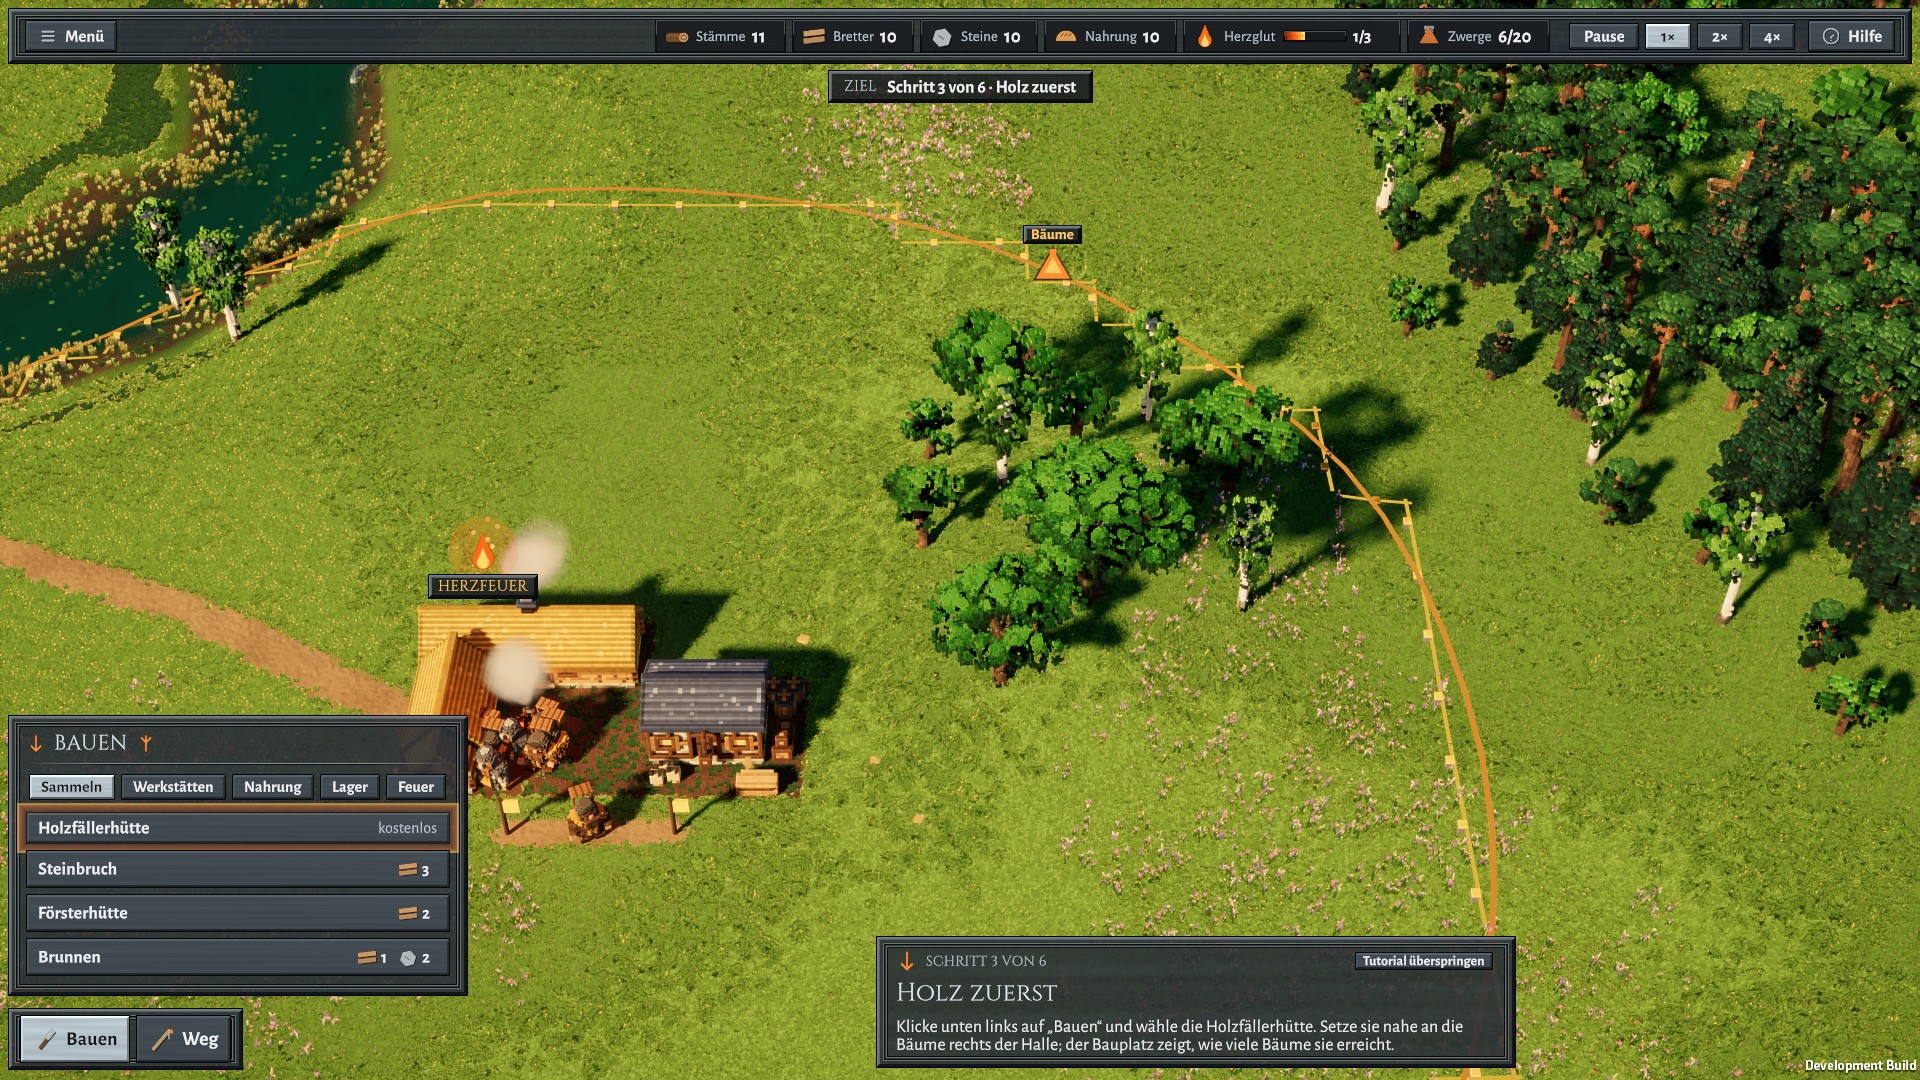 Menü
Stämme 11
Bretter 10
Steine 10
Nahrung 10
Herzglut 1/3
Zwerge 6/20
Pause
1×
2×
4×
Hilfe
ZIEL Schritt 3 von 6 · Holz zuerst
Bäume
HERZFEUER
BAUEN
Sammeln
Werkstätten
Nahrung
Lager
Feuer
Holzfällerhütte kostenlos
Steinbruch 3
Försterhütte 2
Brunnen 1 2
Bauen
Weg
SCHRITT 3 VON 6
Tutorial überspringen
HOLZ ZUERST
Klicke unten links auf „Bauen“ und wähle die Holzfällerhütte. Setze sie nahe an die
Bäume rechts der Halle; der Bauplatz zeigt, wie viele Bäume sie erreicht.
Development Build